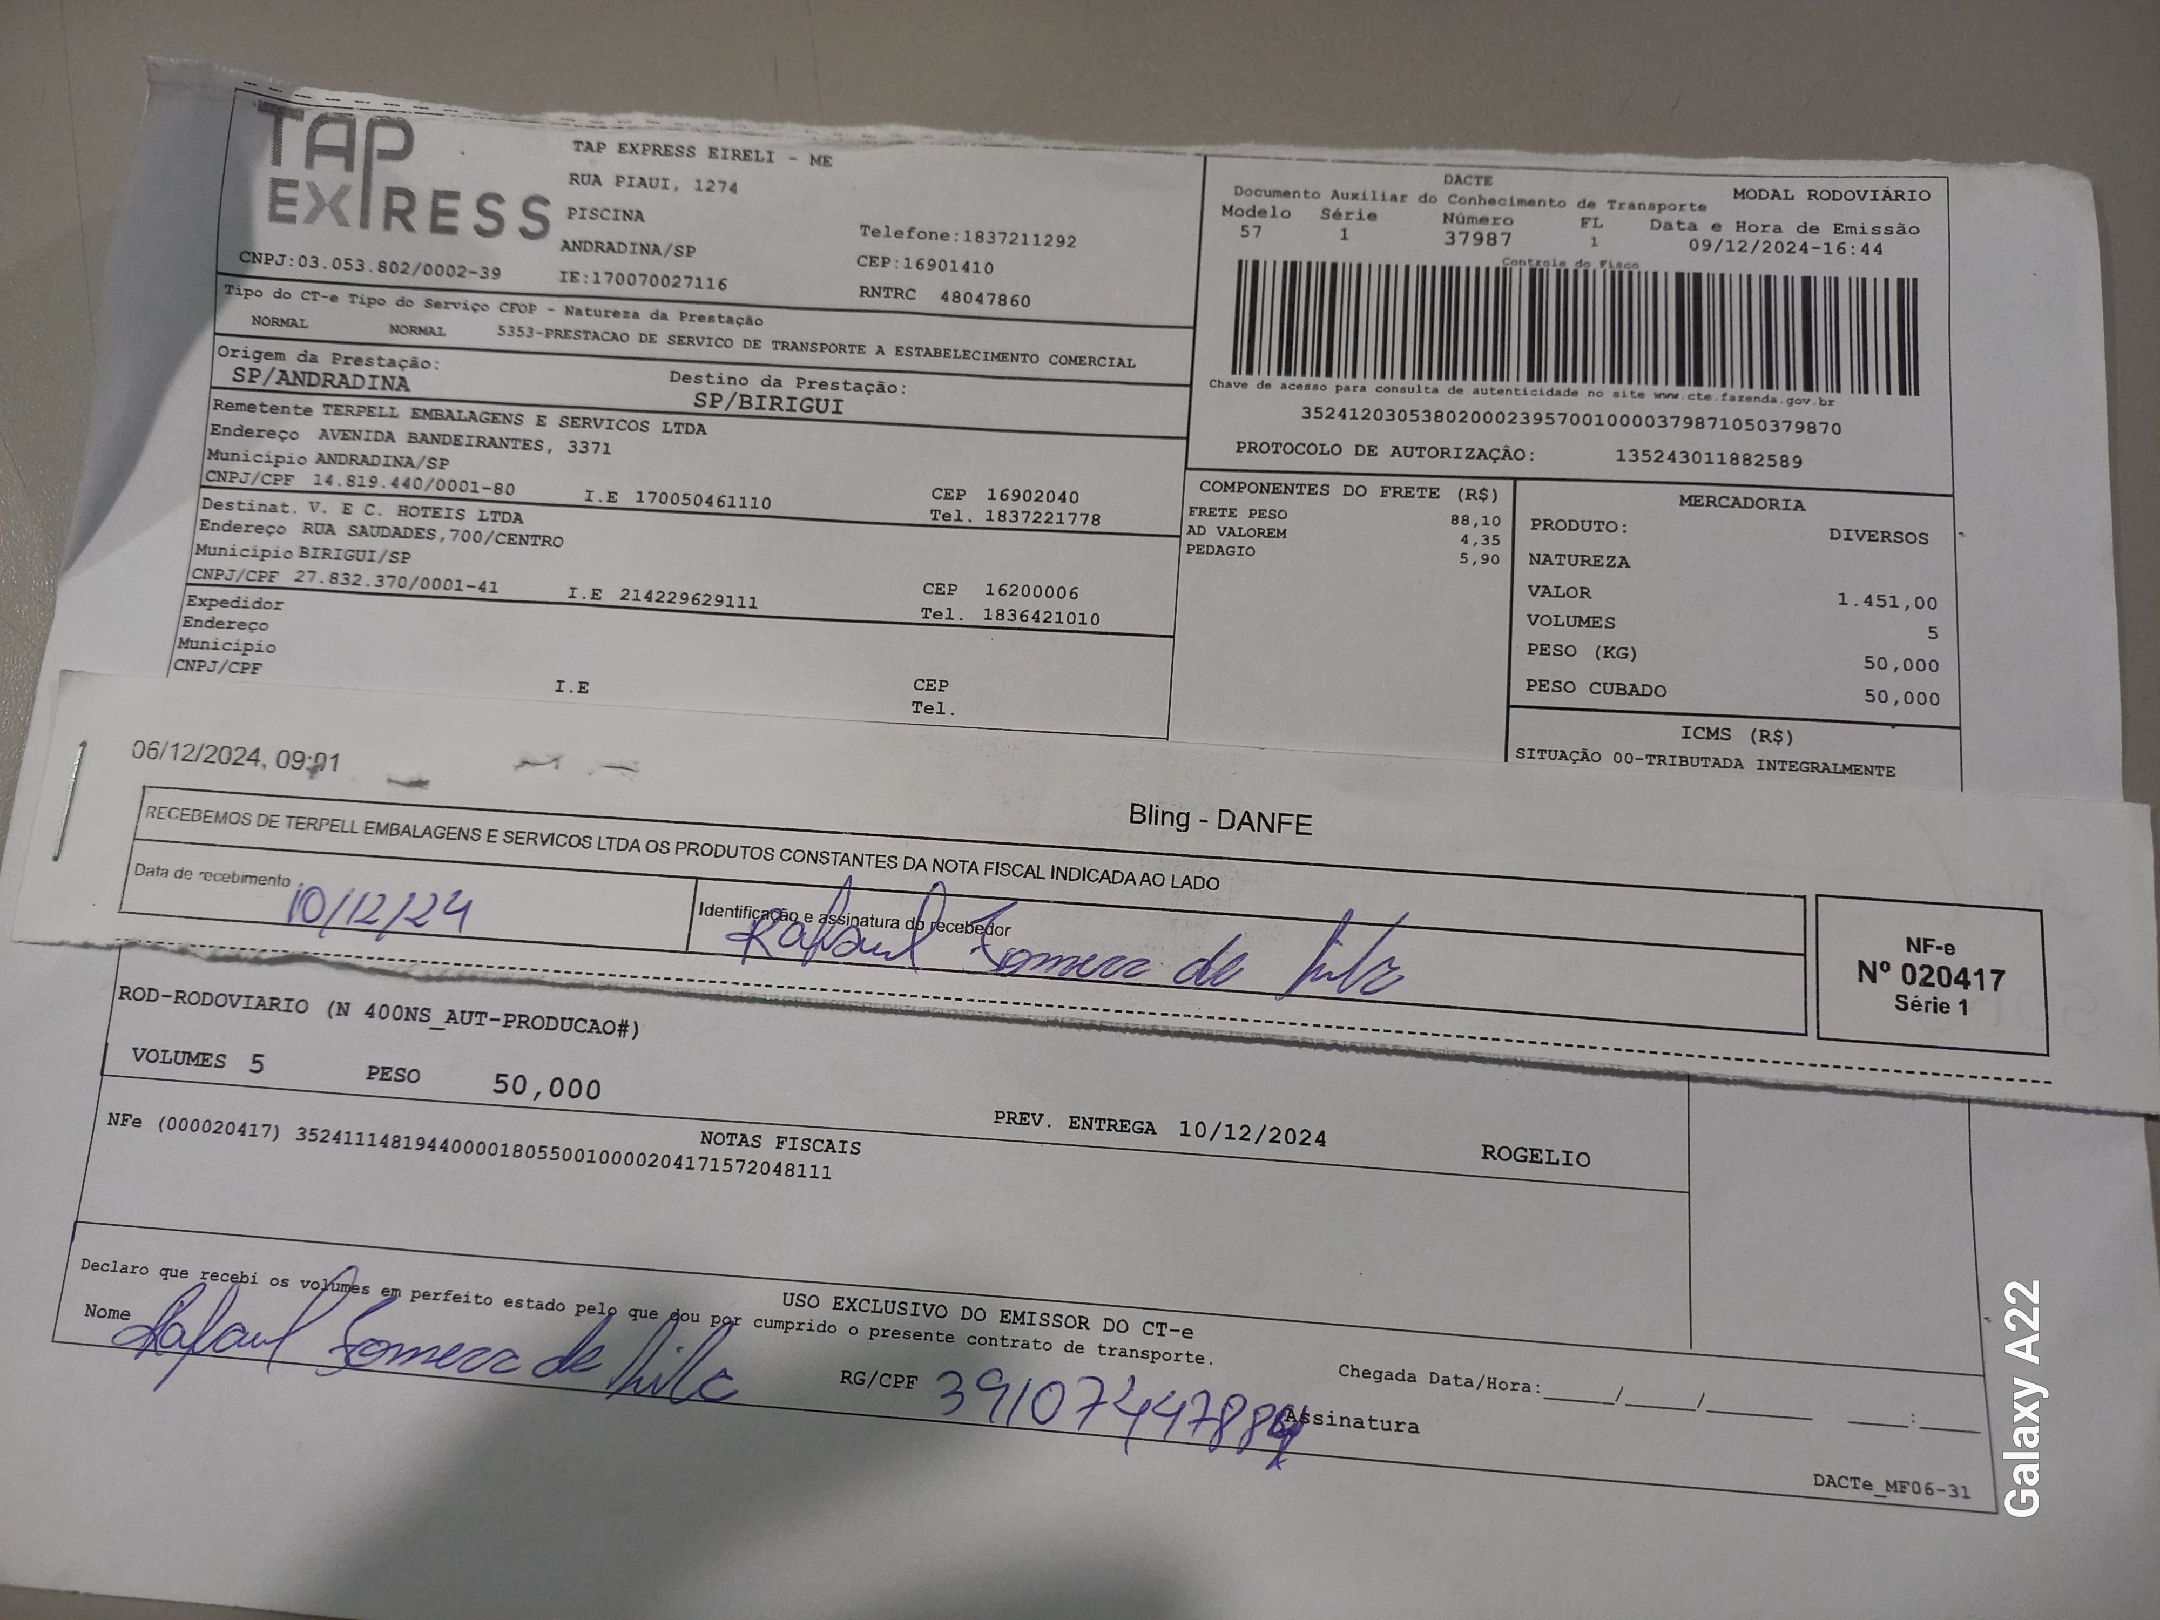 TAP EXPRESS
TAP EXPRESS EIRELI - ME
RUA PIAUI, 1274
PISCINA
ANDRADINA/SP
Telefone:1837211292
CEP:16901410
CNPJ:03.053.802/0002-39
IE:170070027116
RNTRC 48047860
DACTE
Documento Auxiliar do Conhecimento de Transporte
MODAL RODOVIÁRIO
Modelo Série Número FL Data e Hora de Emissão
57 1 37987 1 09/12/2024-16:44
Controle do Fisco
Tipo do CT-e Tipo do Serviço CFOP - Natureza da Prestação
NORMAL NORMAL 5353-PRESTACAO DE SERVICO DE TRANSPORTE A ESTABELECIMENTO COMERCIAL
Origem da Prestação:
SP/ANDRADINA
Destino da Prestação:
SP/BIRIGUI
Chave de acesso para consulta de autenticidade no site www.cte.fazenda.gov.br
35241203053802000239570010000379871050379870
PROTOCOLO DE AUTORIZAÇÃO: 135243011882589
Remetente TERPELL EMBALAGENS E SERVICOS LTDA
Endereço AVENIDA BANDEIRANTES, 3371
Município ANDRADINA/SP
CEP 16902040
CNPJ/CPF 14.819.440/0001-80 I.E 170050461110 Tel. 1837221778
Destinat. V. E C. HOTEIS LTDA
Endereço RUA SAUDADES,700/CENTRO
Município BIRIGUI/SP
CEP 16200006
CNPJ/CPF 27.832.370/0001-41 I.E 214229629111 Tel. 1836421010
Expedidor
Endereço
Município
CEP
CNPJ/CPF I.E Tel.
COMPONENTES DO FRETE (R$)
FRETE PESO 88,10
AD VALOREM 4,35
PEDAGIO 5,90
MERCADORIA
PRODUTO: DIVERSOS
NATUREZA
VALOR 1.451,00
VOLUMES 5
PESO (KG) 50,000
PESO CUBADO 50,000
ICMS (R$)
SITUAÇÃO 00-TRIBUTADA INTEGRALMENTE
06/12/2024, 09:01
Bling - DANFE
RECEBEMOS DE TERPELL EMBALAGENS E SERVICOS LTDA OS PRODUTOS CONSTANTES DA NOTA FISCAL INDICADA AO LADO
Data de recebimento
10/12/24
Identificação e assinatura do recebedor
Rafael de Silva
NF-e
Nº 020417
Série 1
ROD-RODOVIARIO (N 400NS_AUT-PRODUCAO#)
VOLUMES 5 PESO 50,000
PREV. ENTREGA 10/12/2024 ROGELIO
NOTAS FISCAIS
NFe (000020417) 35241114819440000180550010000204171572048111
USO EXCLUSIVO DO EMISSOR DO CT-e
Declaro que recebi os volumes em perfeito estado pelo que dou por cumprido o presente contrato de transporte.
Nome Rafael de Silva
RG/CPF
Chegada Data/Hora:_____/_____/_______ ____:____
Assinatura
DACTe_MF06-31
Galaxy A22